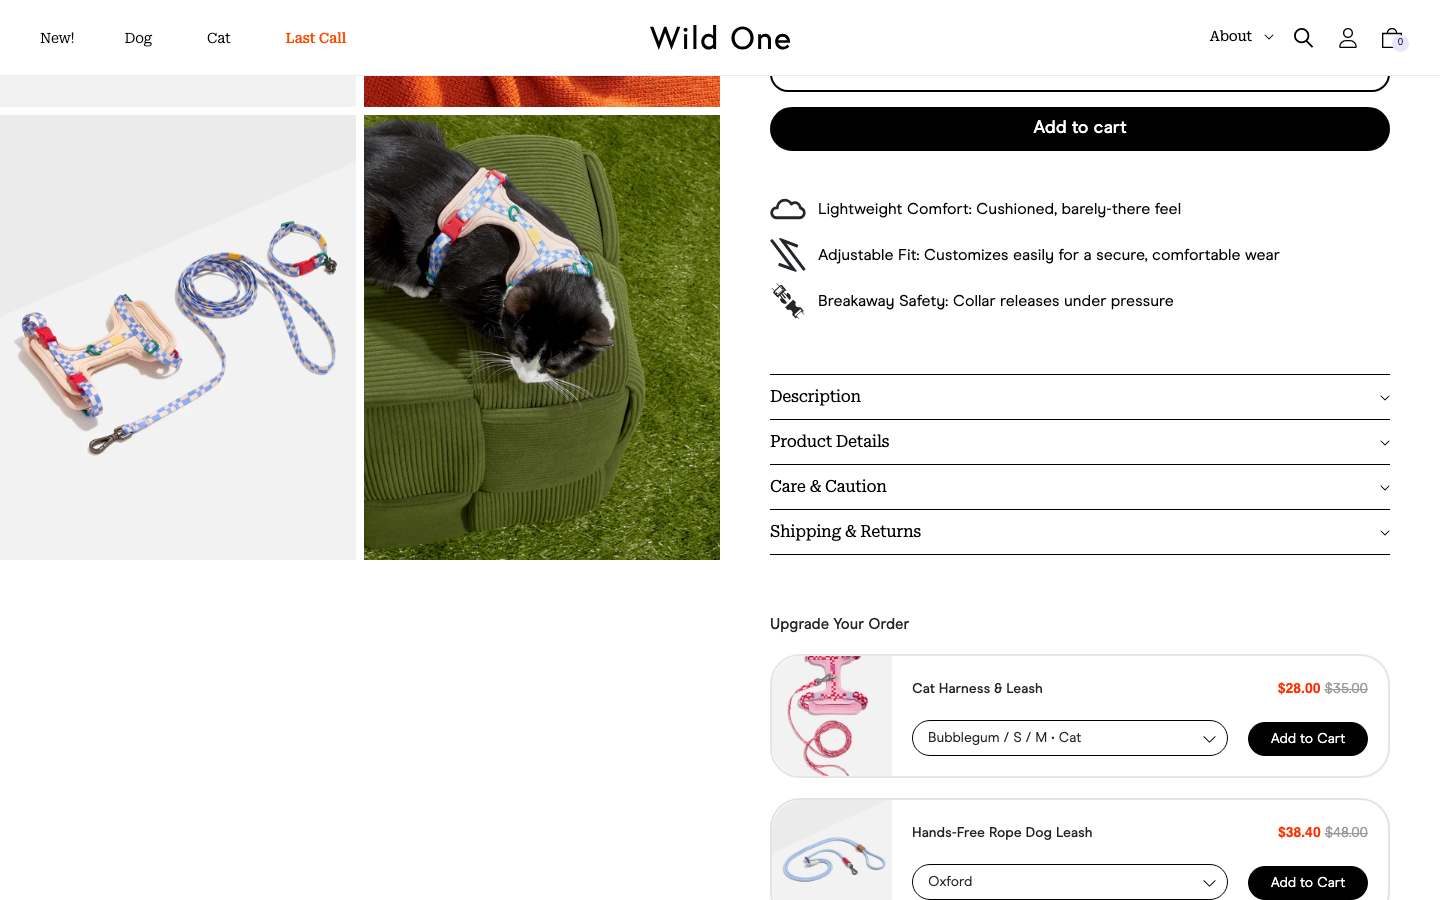 New!
Dog
Cat
Last Call
Wild One
About
0
Add to cart
Lightweight Comfort: Cushioned, barely-there feel
Adjustable Fit: Customizes easily for a secure, comfortable wear
Breakaway Safety: Collar releases under pressure
Description
Product Details
Care & Caution
Shipping & Returns
Upgrade Your Order
Cat Harness & Leash
$28.00 $35.00
Bubblegum / S / M • Cat
Add to Cart
Hands-Free Rope Dog Leash
$38.40 $48.00
Oxford
Add to Cart